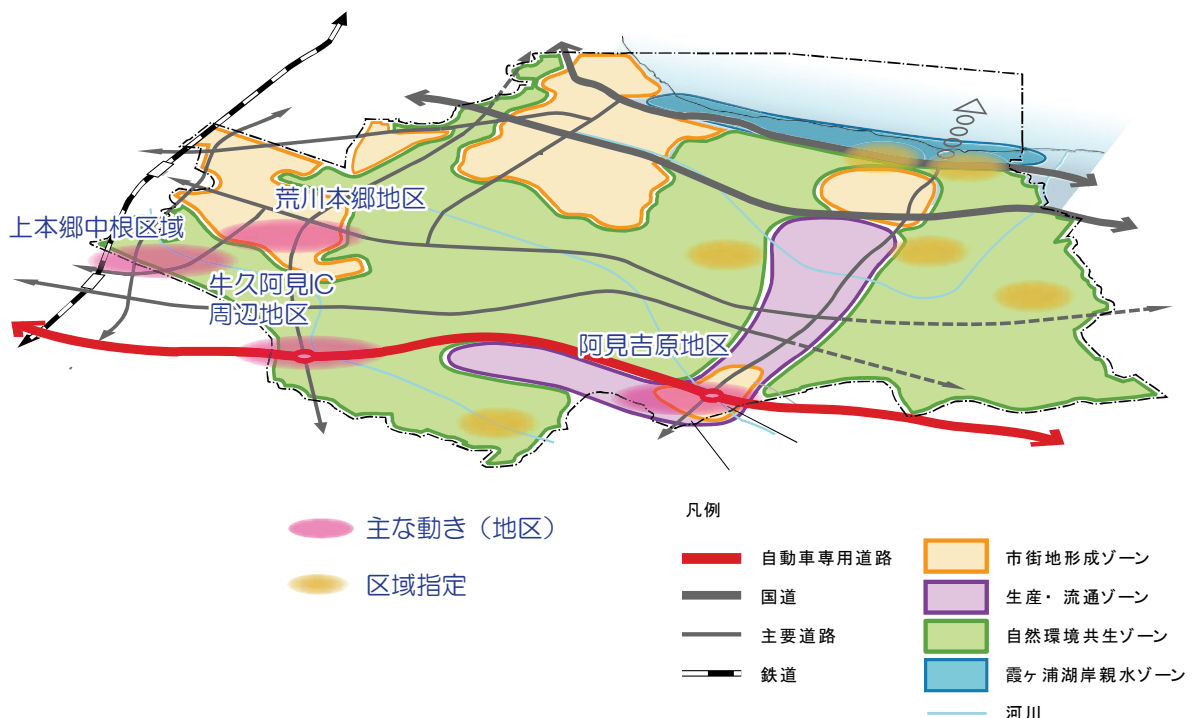 荒川本郷地区
上本郷中根区域
牛久阿見IC
周辺地区
阿見吉原地区
主な動き（地区）
区域指定
凡例
自動車専用道路
国道
主要道路
鉄道
市街地形成ゾーン
生産・流通ゾーン
自然環境共生ゾーン
霞ヶ浦湖岸親水ゾーン
河川